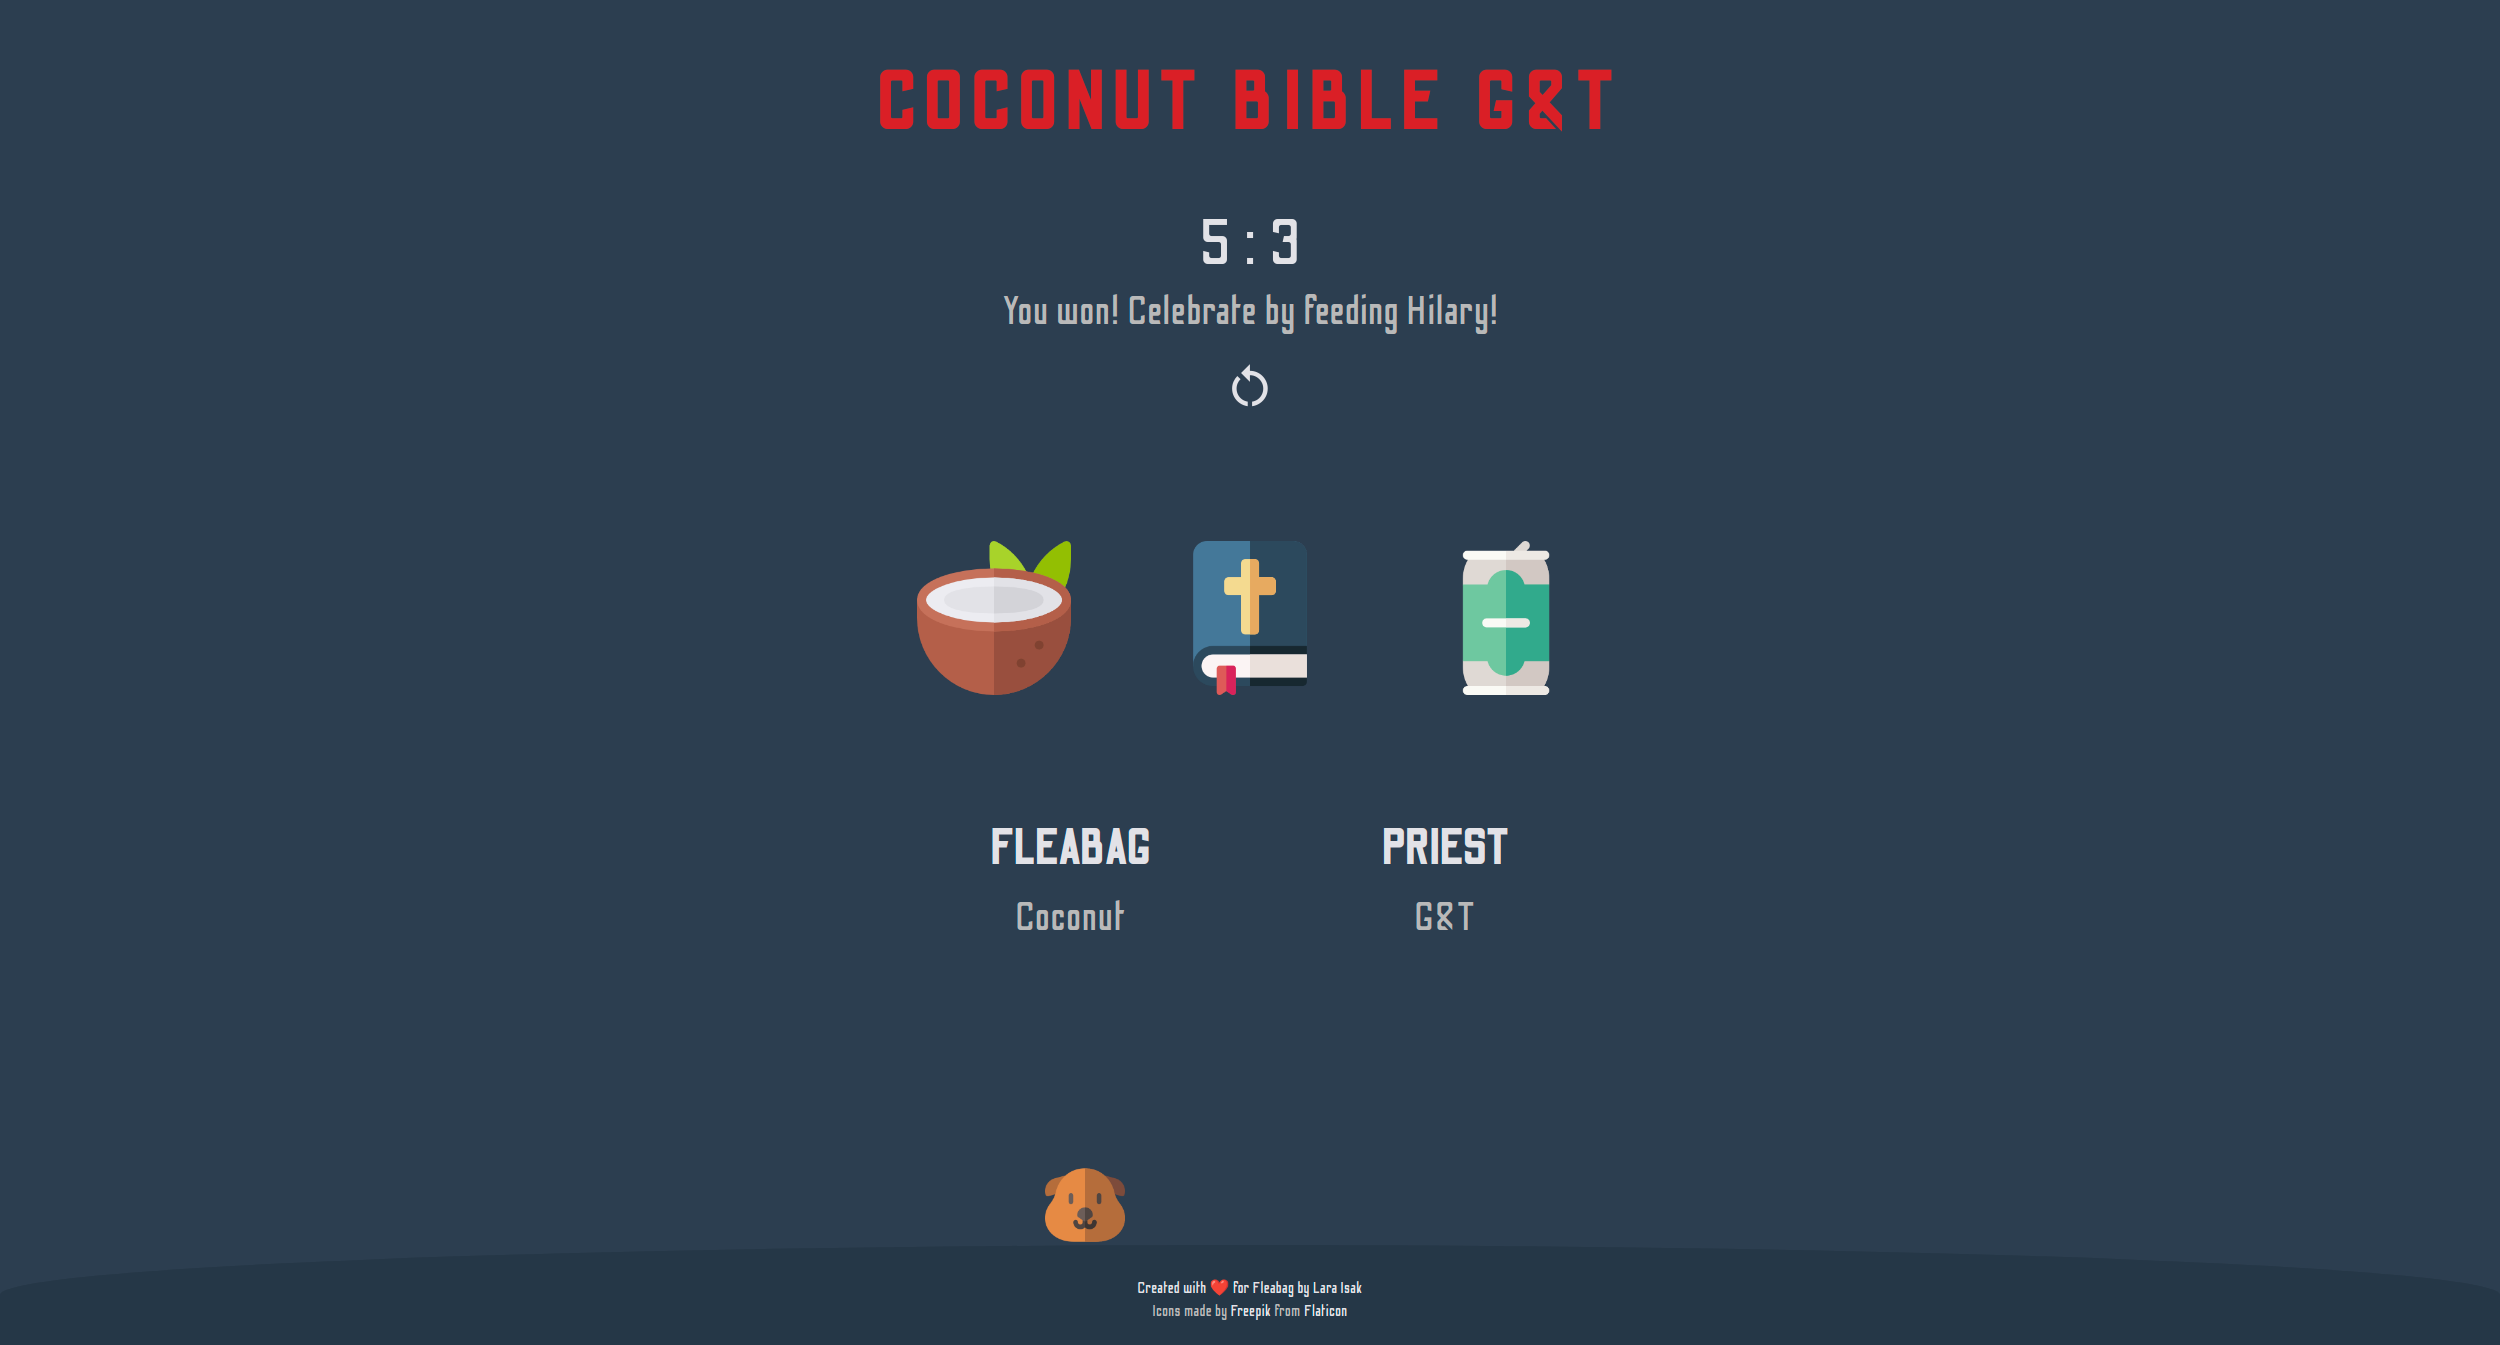 COCONUT BIBLE G&T
5 : 3
You won! Celebrate by feeding Hilary!
FLEABAG
PRIEST
Coconut
G&T
Created with ❤️ for Fleabag by Lara Isak
Icons made by Freepik from Flaticon